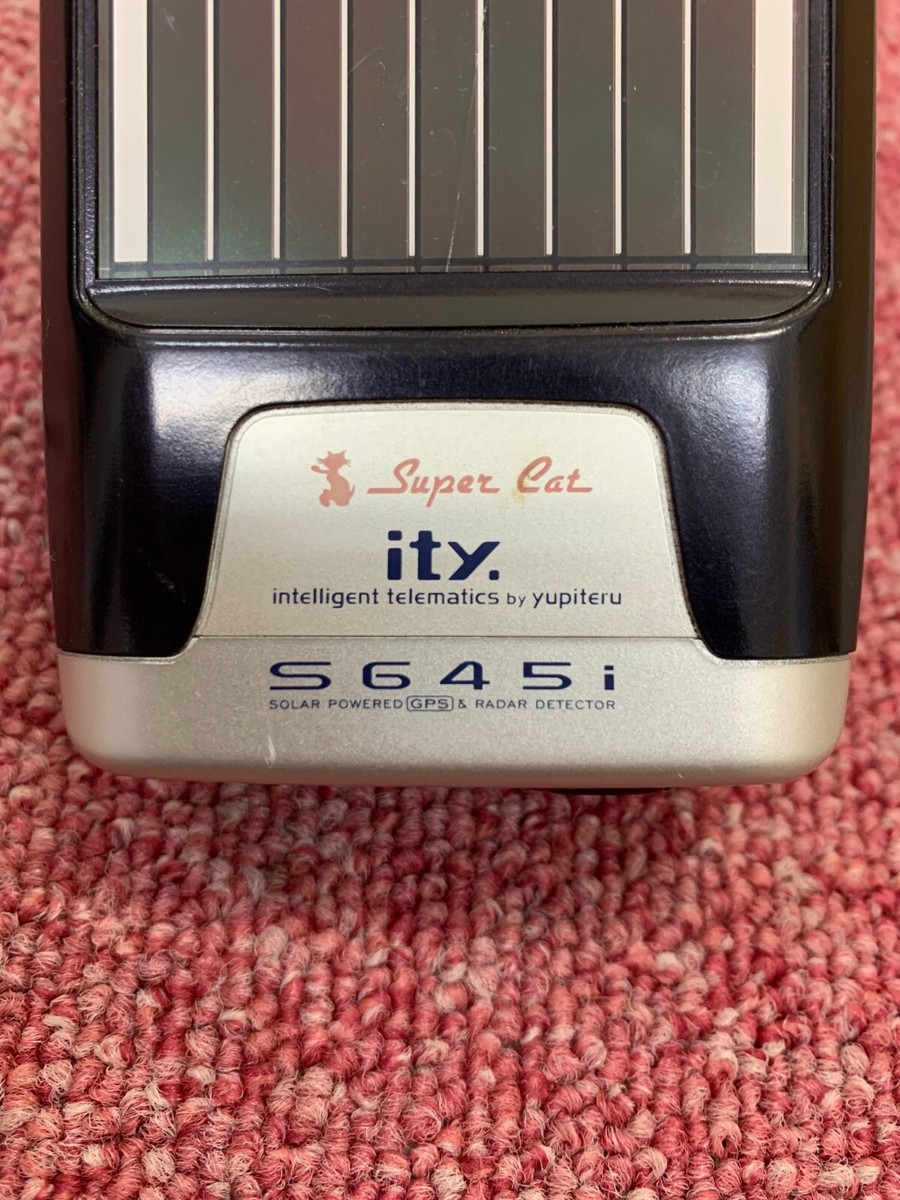 Super Cat
ity.
intelligent telematics by yupiteru
S645i
SOLAR POWERED GPS & RADAR DETECTOR